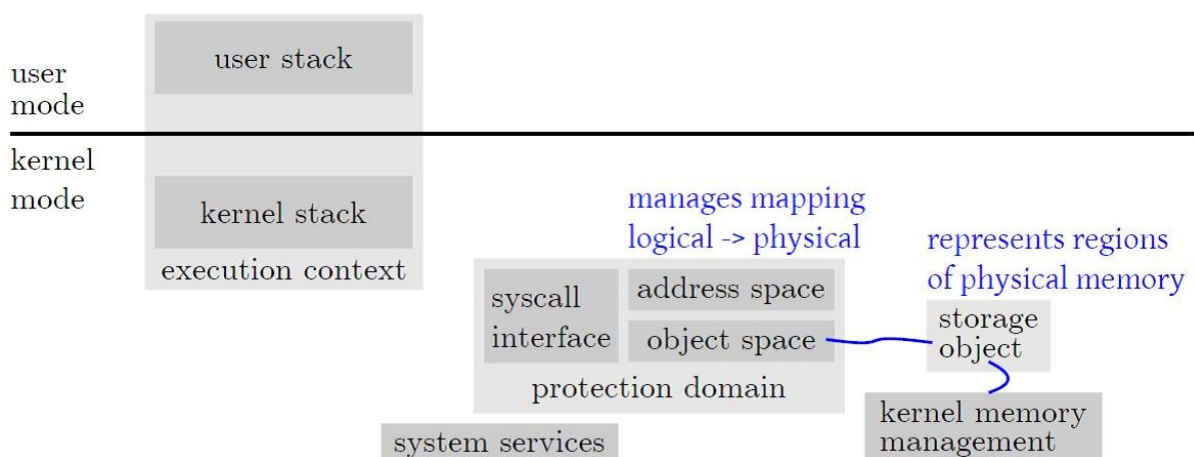 user stack
user
mode
kernel
mode
kernel stack
execution context
manages mapping
logical -> physical
represents regions
of physical memory
syscall
interface
address space
object space
protection domain
storage
object
kernel memory
management
system services